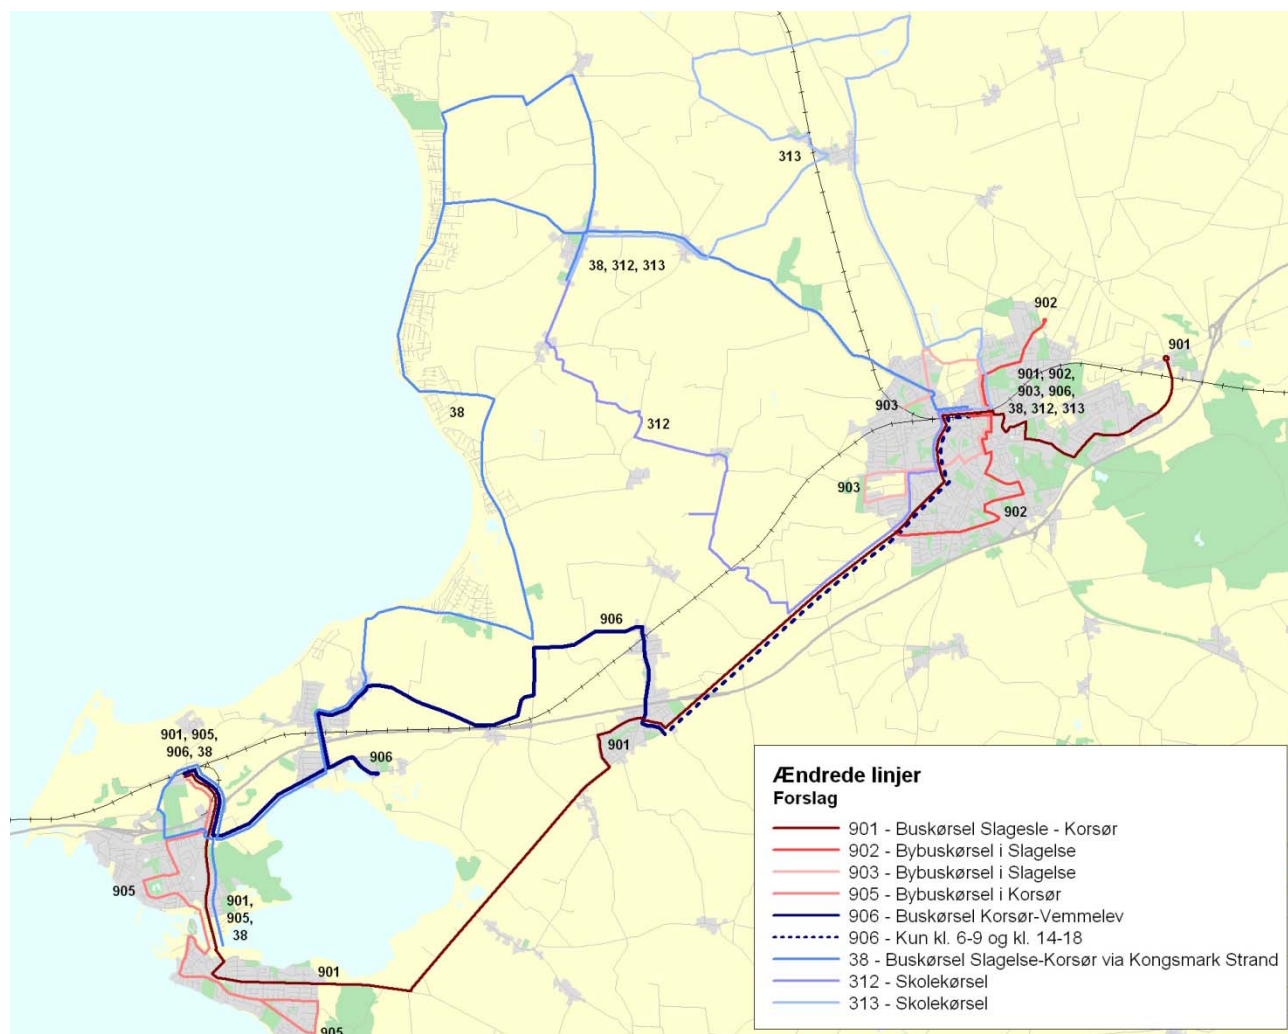 313
38, 312, 313
902
901
901, 902,
903, 906,
38, 312, 313
903
38
312
903
902
906
901, 905,
906, 38
906
901
905
901,
905,
38
901
905
Ændrede linjer
Forslag
901 - Buskørsel Slagesle - Korsør
902 - Bybuskørsel i Slagelse
903 - Bybuskørsel i Slagelse
905 - Bybuskørsel i Korsør
906 - Buskørsel Korsør-Vemmelev
906 - Kun kl. 6-9 og kl. 14-18
38 - Buskørsel Slagelse-Korsør via Kongsmark Strand
312 - Skolekørsel
313 - Skolekørsel